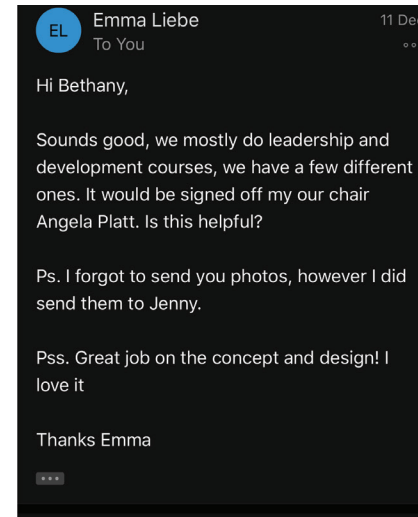 EL
Emma Liebe
11 Dec
To You
Hi Bethany,
Sounds good, we mostly do leadership and
development courses, we have a few different
ones. It would be signed off my our chair
Angela Platt. Is this helpful?
Ps. I forgot to send you photos, however I did
send them to Jenny.
Pss. Great job on the concept and design! I
love it
Thanks Emma